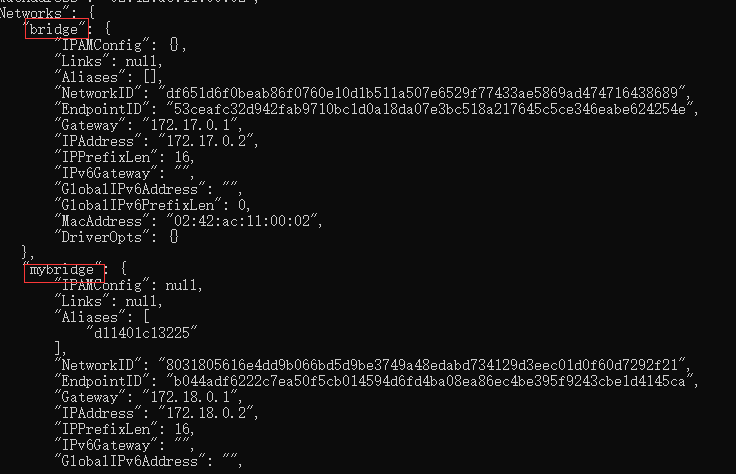 Networks": {
"bridge": {
"IPAMConfig": {},
"Links": null,
"Aliases": [],
"NetworkID": "df651d6f0beab86f0760e10d1b511a507e6529f77433ae5869ad474716438689",
"EndpointID": "53ceafc32d942fab9710bc1d0a18da07e3bc518a217645c5ce346eabe624254e",
"Gateway": "172.17.0.1",
"IPAddress": "172.17.0.2",
"IPPrefixLen": 16,
"IPv6Gateway": "",
"GlobalIPv6Address": "",
"GlobalIPv6PrefixLen": 0,
"MacAddress": "02:42:ac:11:00:02",
"DriverOpts": {}
},
"mybridge": {
"IPAMConfig": null,
"Links": null,
"Aliases": [
"d11401c13225"
],
"NetworkID": "8031805616e4dd9b066bd5d9be3749a48edabd734129d3eec01d0f60d7292f21",
"EndpointID": "b044adf6222c7ea50f5cb014594d6fd4ba08ea86ec4be395f9243cbe1d4145ca",
"Gateway": "172.18.0.1",
"IPAddress": "172.18.0.2",
"IPPrefixLen": 16,
"IPv6Gateway": "",
"GlobalIPv6Address": "",